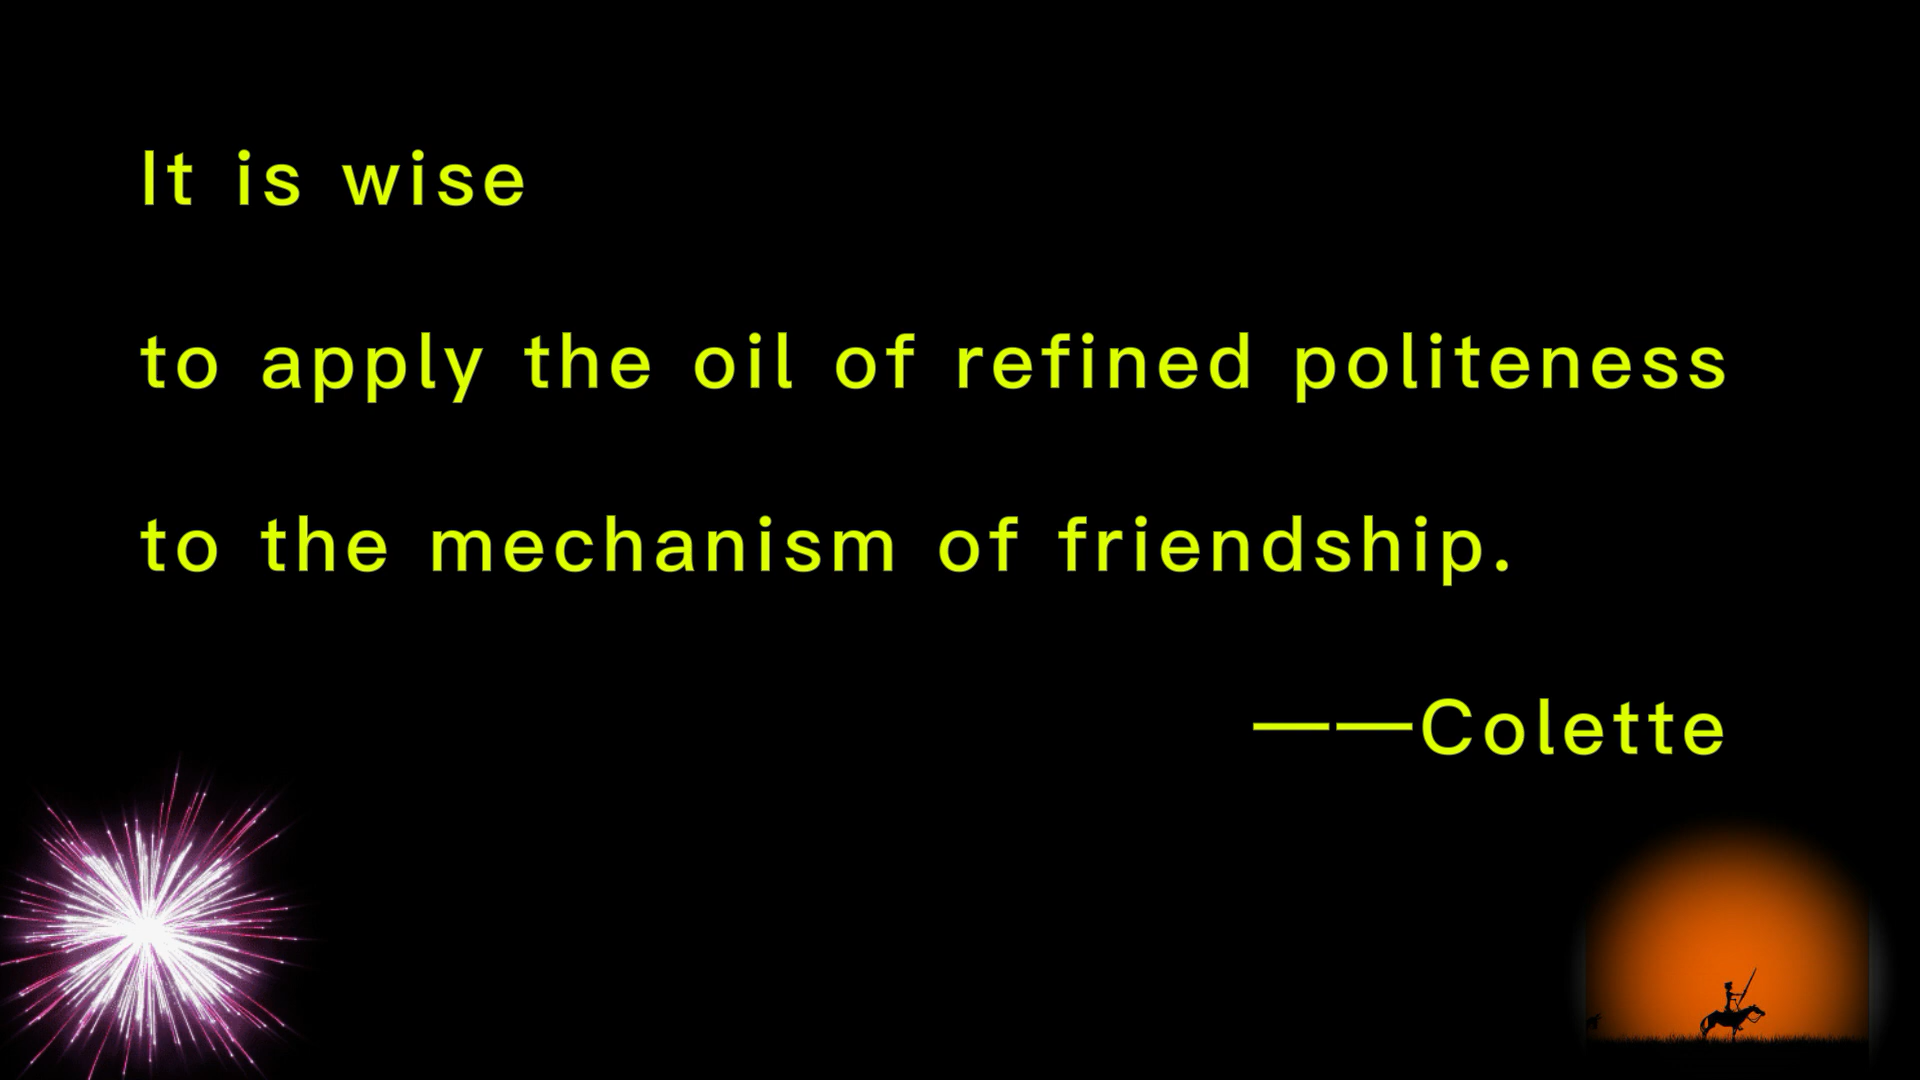 It is wise
to apply the oil of refined politeness
to the mechanism of friendship.
——Colette